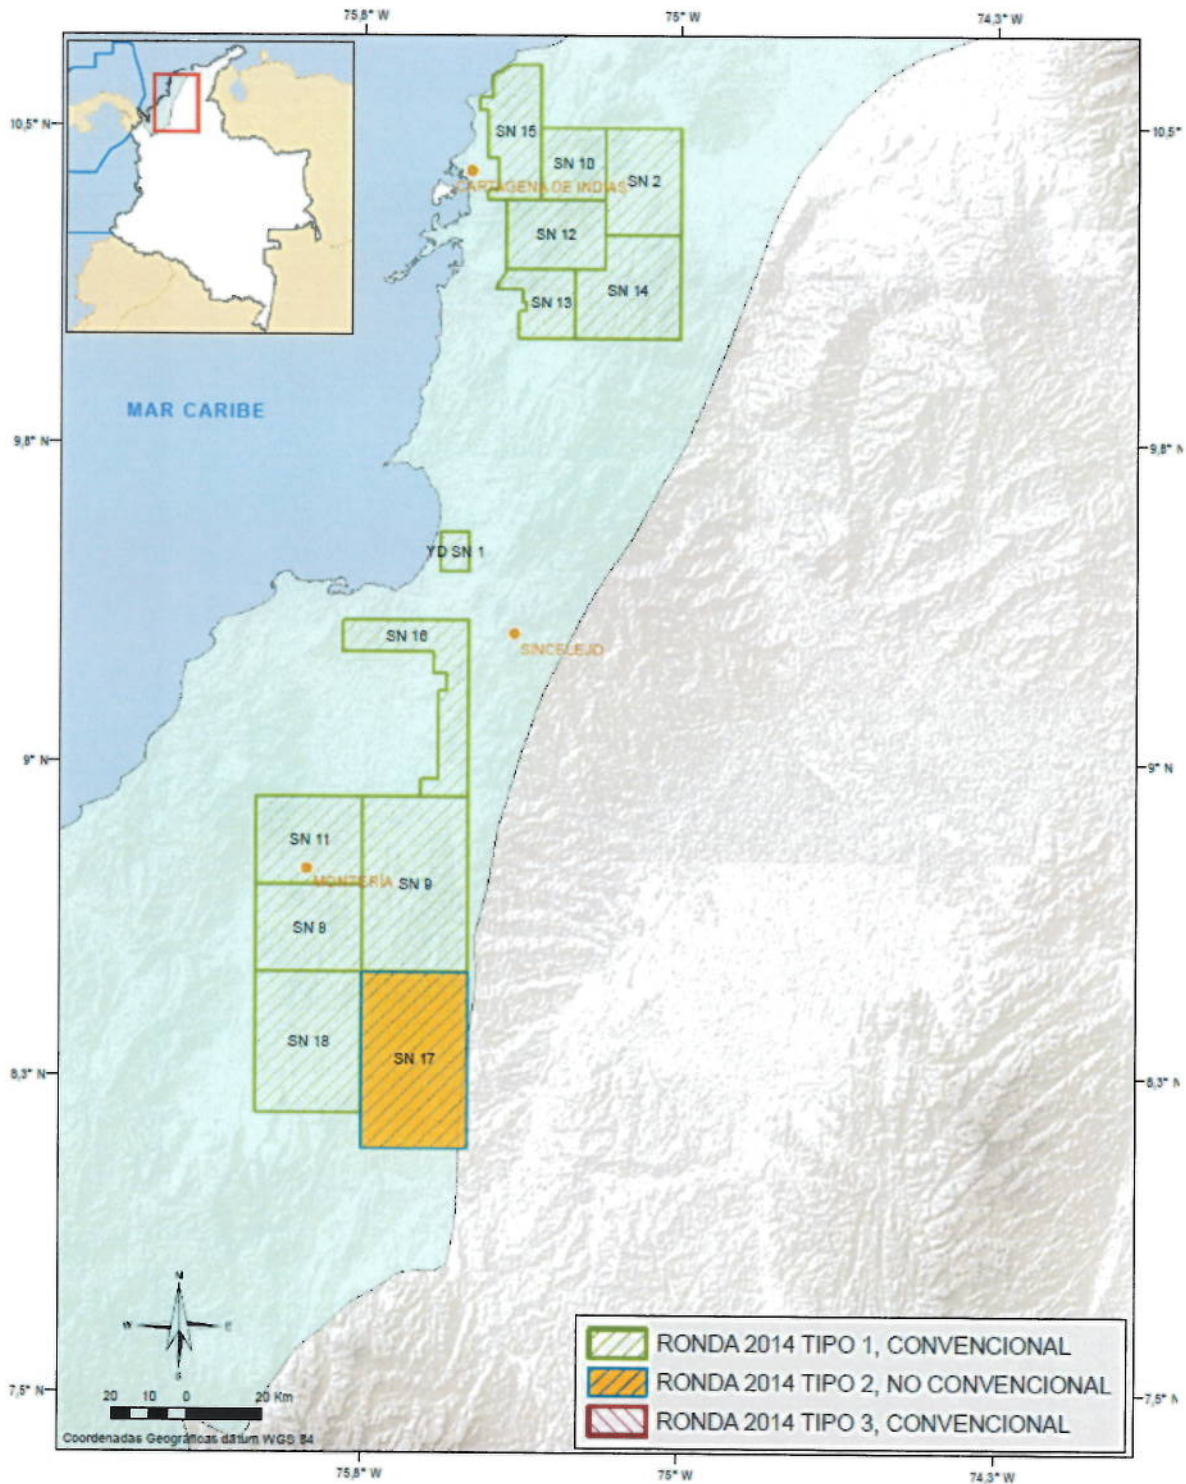 75,8° W 75° W 74,3° W
10,5° N 10,5° N
SN 15
SN 10
SN 2
CARTAGENA DE INDIAS
SN 12
SN 13
SN 14
MAR CARIBE
9,8° N 9,8° N
YD SN 1
SN 16
SINCELEJO
9° N 9° N
SN 11
MONTERÍA
SN 9
SN 8
SN 18
SN 17
8,3° N 8,3° N
N
W E
S
20 10 0 20 Km
RONDA 2014 TIPO 1, CONVENCIONAL
RONDA 2014 TIPO 2, NO CONVENCIONAL
RONDA 2014 TIPO 3, CONVENCIONAL
7,5° N 7,5° N
Coordenadas Geográficas datum WGS 84
75,8° W 75° W 74,3° W